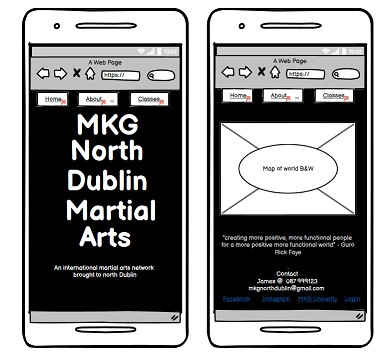 A Web Page
https://
Home
About
Classes
MKG
North
Dublin
Martial
Arts
An international martial arts network
brought to north Dublin
A Web Page
https://
Home
About
Classes
Map of world B&W
"creating more positive, more functional people
for a more positive more functional world" - Guro
Rick Faye
Contact
James @ 087 999123
mkgnorthdublin@gmail.com
Facebook Instagram MKG Univerity Login